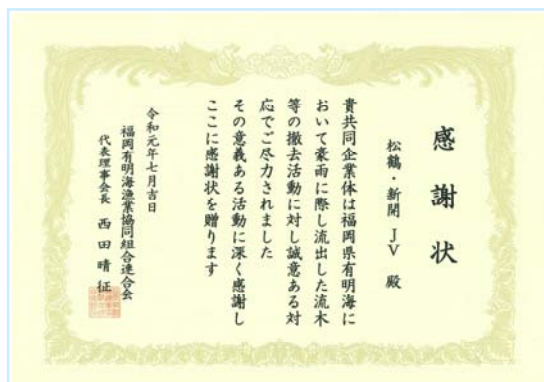 感謝状
松鶴・新開JV 殿
貴共同企業体は福岡県有明海に
おいて豪雨に際し流出した流木
等の撤去活動に対し誠意ある対
応でご尽力されました
その意義ある活動に深く感謝し
ここに感謝状を贈ります
令和元年七月吉日
福岡有明海漁業協同組合連合会
代表理事会長 西田晴征